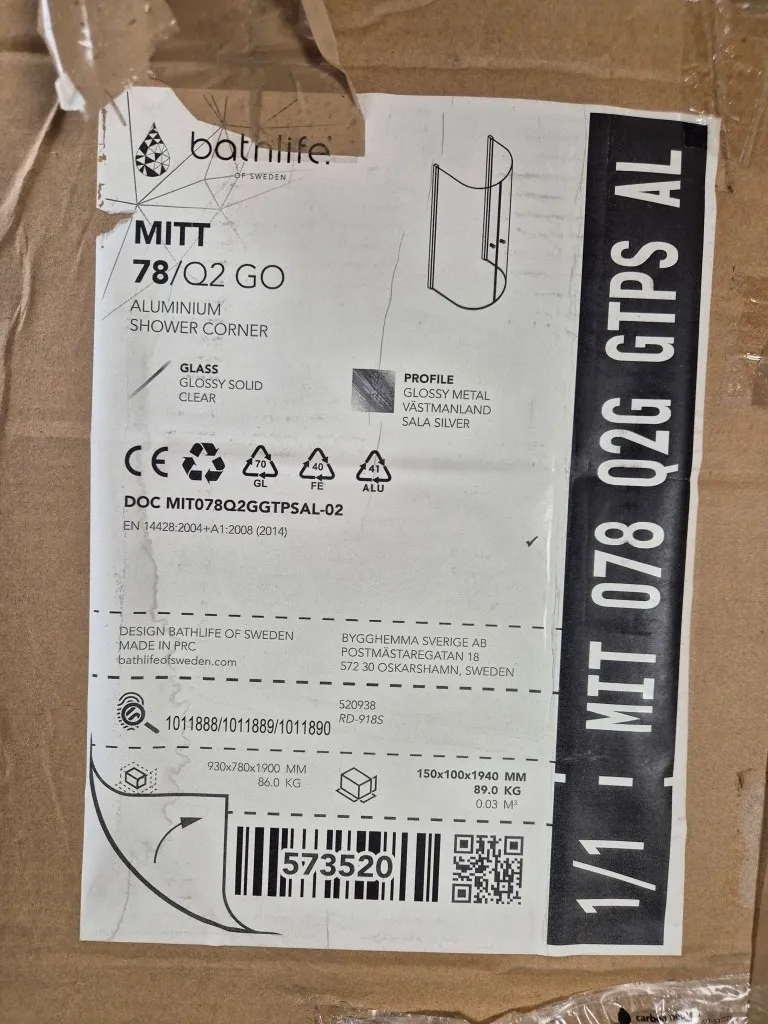 bathlife.
OF SWEDEN
MITT
78/Q2 GO
ALUMINIUM
SHOWER CORNER
GLASS
GLOSSY SOLID
CLEAR
PROFILE
GLOSSY METAL
VÄSTMANLAND
SALA SILVER
CE
70
GL
40
FE
41
ALU
DOC MIT078Q2GGTPSAL-02
EN 14428:2004+A1:2008 (2014)
DESIGN BATHLIFE OF SWEDEN
MADE IN PRC
bathlifeofsweden.com
BYGGHEMMA SVERIGE AB
POSTMÄSTAREGATAN 18
572 30 OSKARSHAMN, SWEDEN
1011888/1011889/1011890
520938
RD-918S
930x780x1900 MM
86.0 KG
150x100x1940 MM
89.0 KG
0.03 M³
573520
1/1 - MIT 078 Q2G GTPS AL
carbon